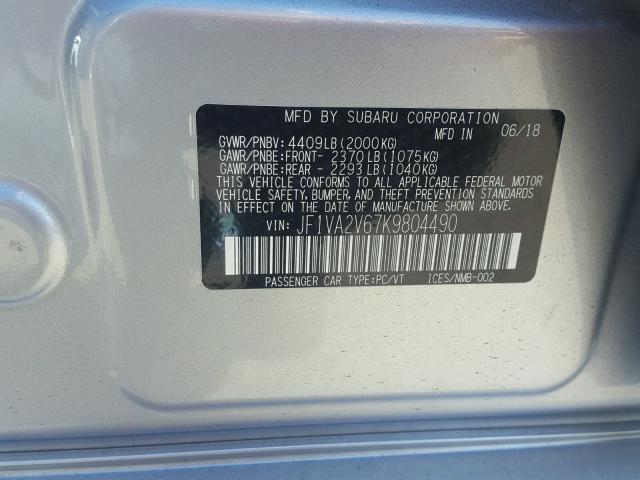 MFD BY SUBARU CORPORATION
MFD IN 06/18
GVWR/PNBV: 4409LB(2000KG)
GAWR/PNBE:FRONT- 2370LB(1075KG)
GAWR/PNBE:REAR - 2293LB(1040KG)
THIS VEHICLE CONFORMS TO ALL APPLICABLE FEDERAL MOTOR
VEHICLE SAFETY, BUMPER, AND THEFT PREVENTION STANDARDS
IN EFFECT ON THE DATE OF MANUFACTURE SHOWN ABOVE.
VIN: JF1VA2V67K9804490
PASSENGER CAR TYPE:PC/VT ICES/NMB-002